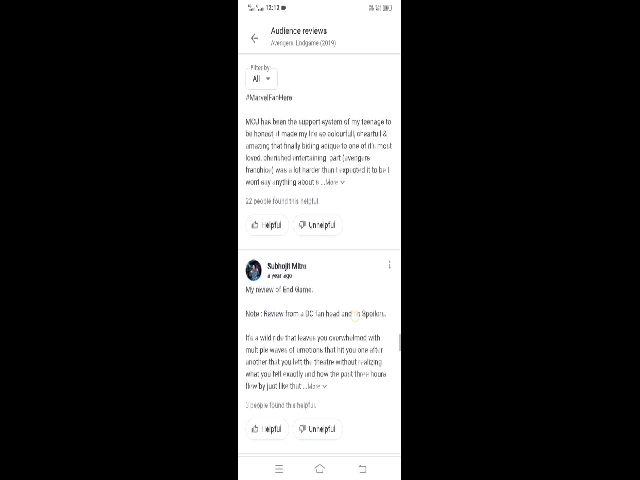 12:12
Audience reviews
Avengers: Endgame (2019)
Filter by
All
#MarvelFanHere
MCU has been the support system of my teenage to
be honest, it made my life so colourfull, chearfull &
amazing that finally biding adique to one of it's most
loved, cherished entertaining part (avengers
franchise) was a lot harder than I expected it to be I
won't say anything about s ...More
22 people found this helpful.
Helpful
Unhelpful
Subhojit Mitra
a year ago
My review of End Game.
Note : Review from a DC fan head and Spoilers.
It's a wild ride that leaves you overwhelmed with
multiple waves of emotions that hit you one after
another that you left the theatre without realizing
what you felt exactly and how the past three hours
flew by just like that ...More
people found this helpful.
Helpful
Unhelpful